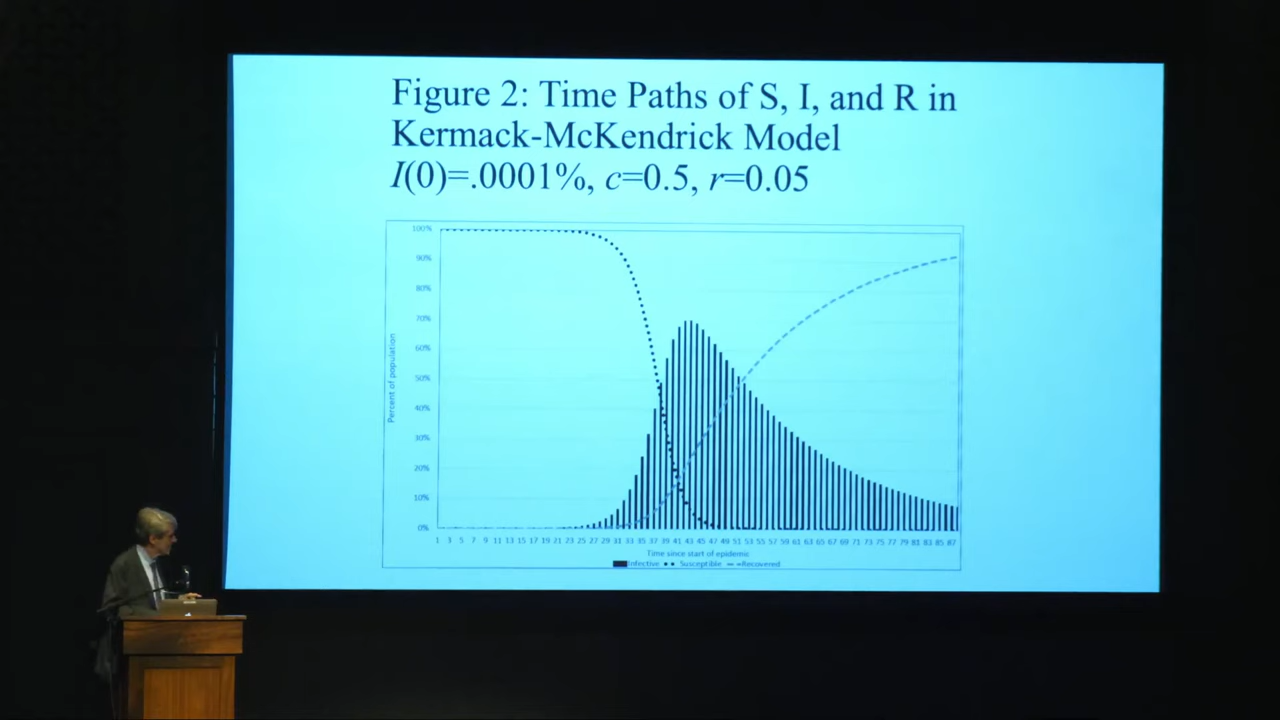 Figure 2: Time Paths of S, I, and R in
Kermack-McKendrick Model
I(0)=.0001%, c=0.5, r=0.05
100%
90%
80%
70%
60%
50%
40%
30%
20%
10%
0%
Percent of population
1 3 5 7 9 11 13 15 17 19 21 23 25 27 29 31 33 35 37 39 41 43 45 47 49 51 53 55 57 59 61 63 65 67 69 71 73 75 77 79 81 83 85 87
Time since start of epidemic
Infective Susceptible Recovered